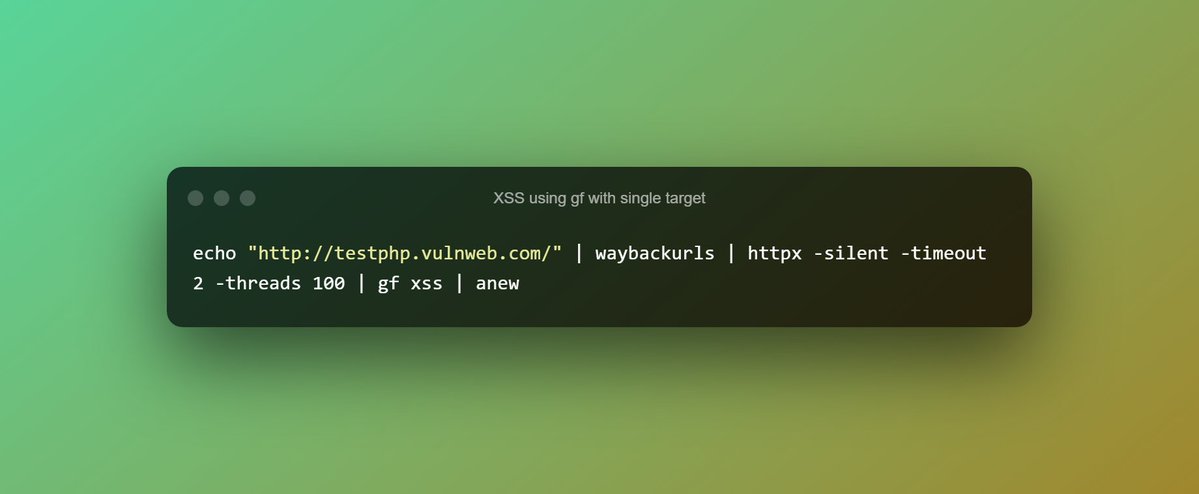 XSS using gf with single target
echo "http://testphp.vulnweb.com/" | waybackurls | httpx -silent -timeout
2 -threads 100 | gf xss | anew